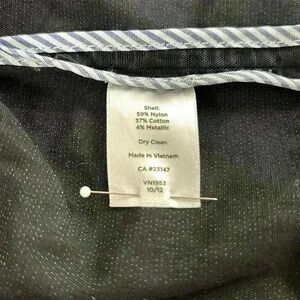 Shell:
59% Nylon
37% Cotton
4% Metallic
Dry Clean
Made in Vietnam
CA #23147
VN1953
10/12